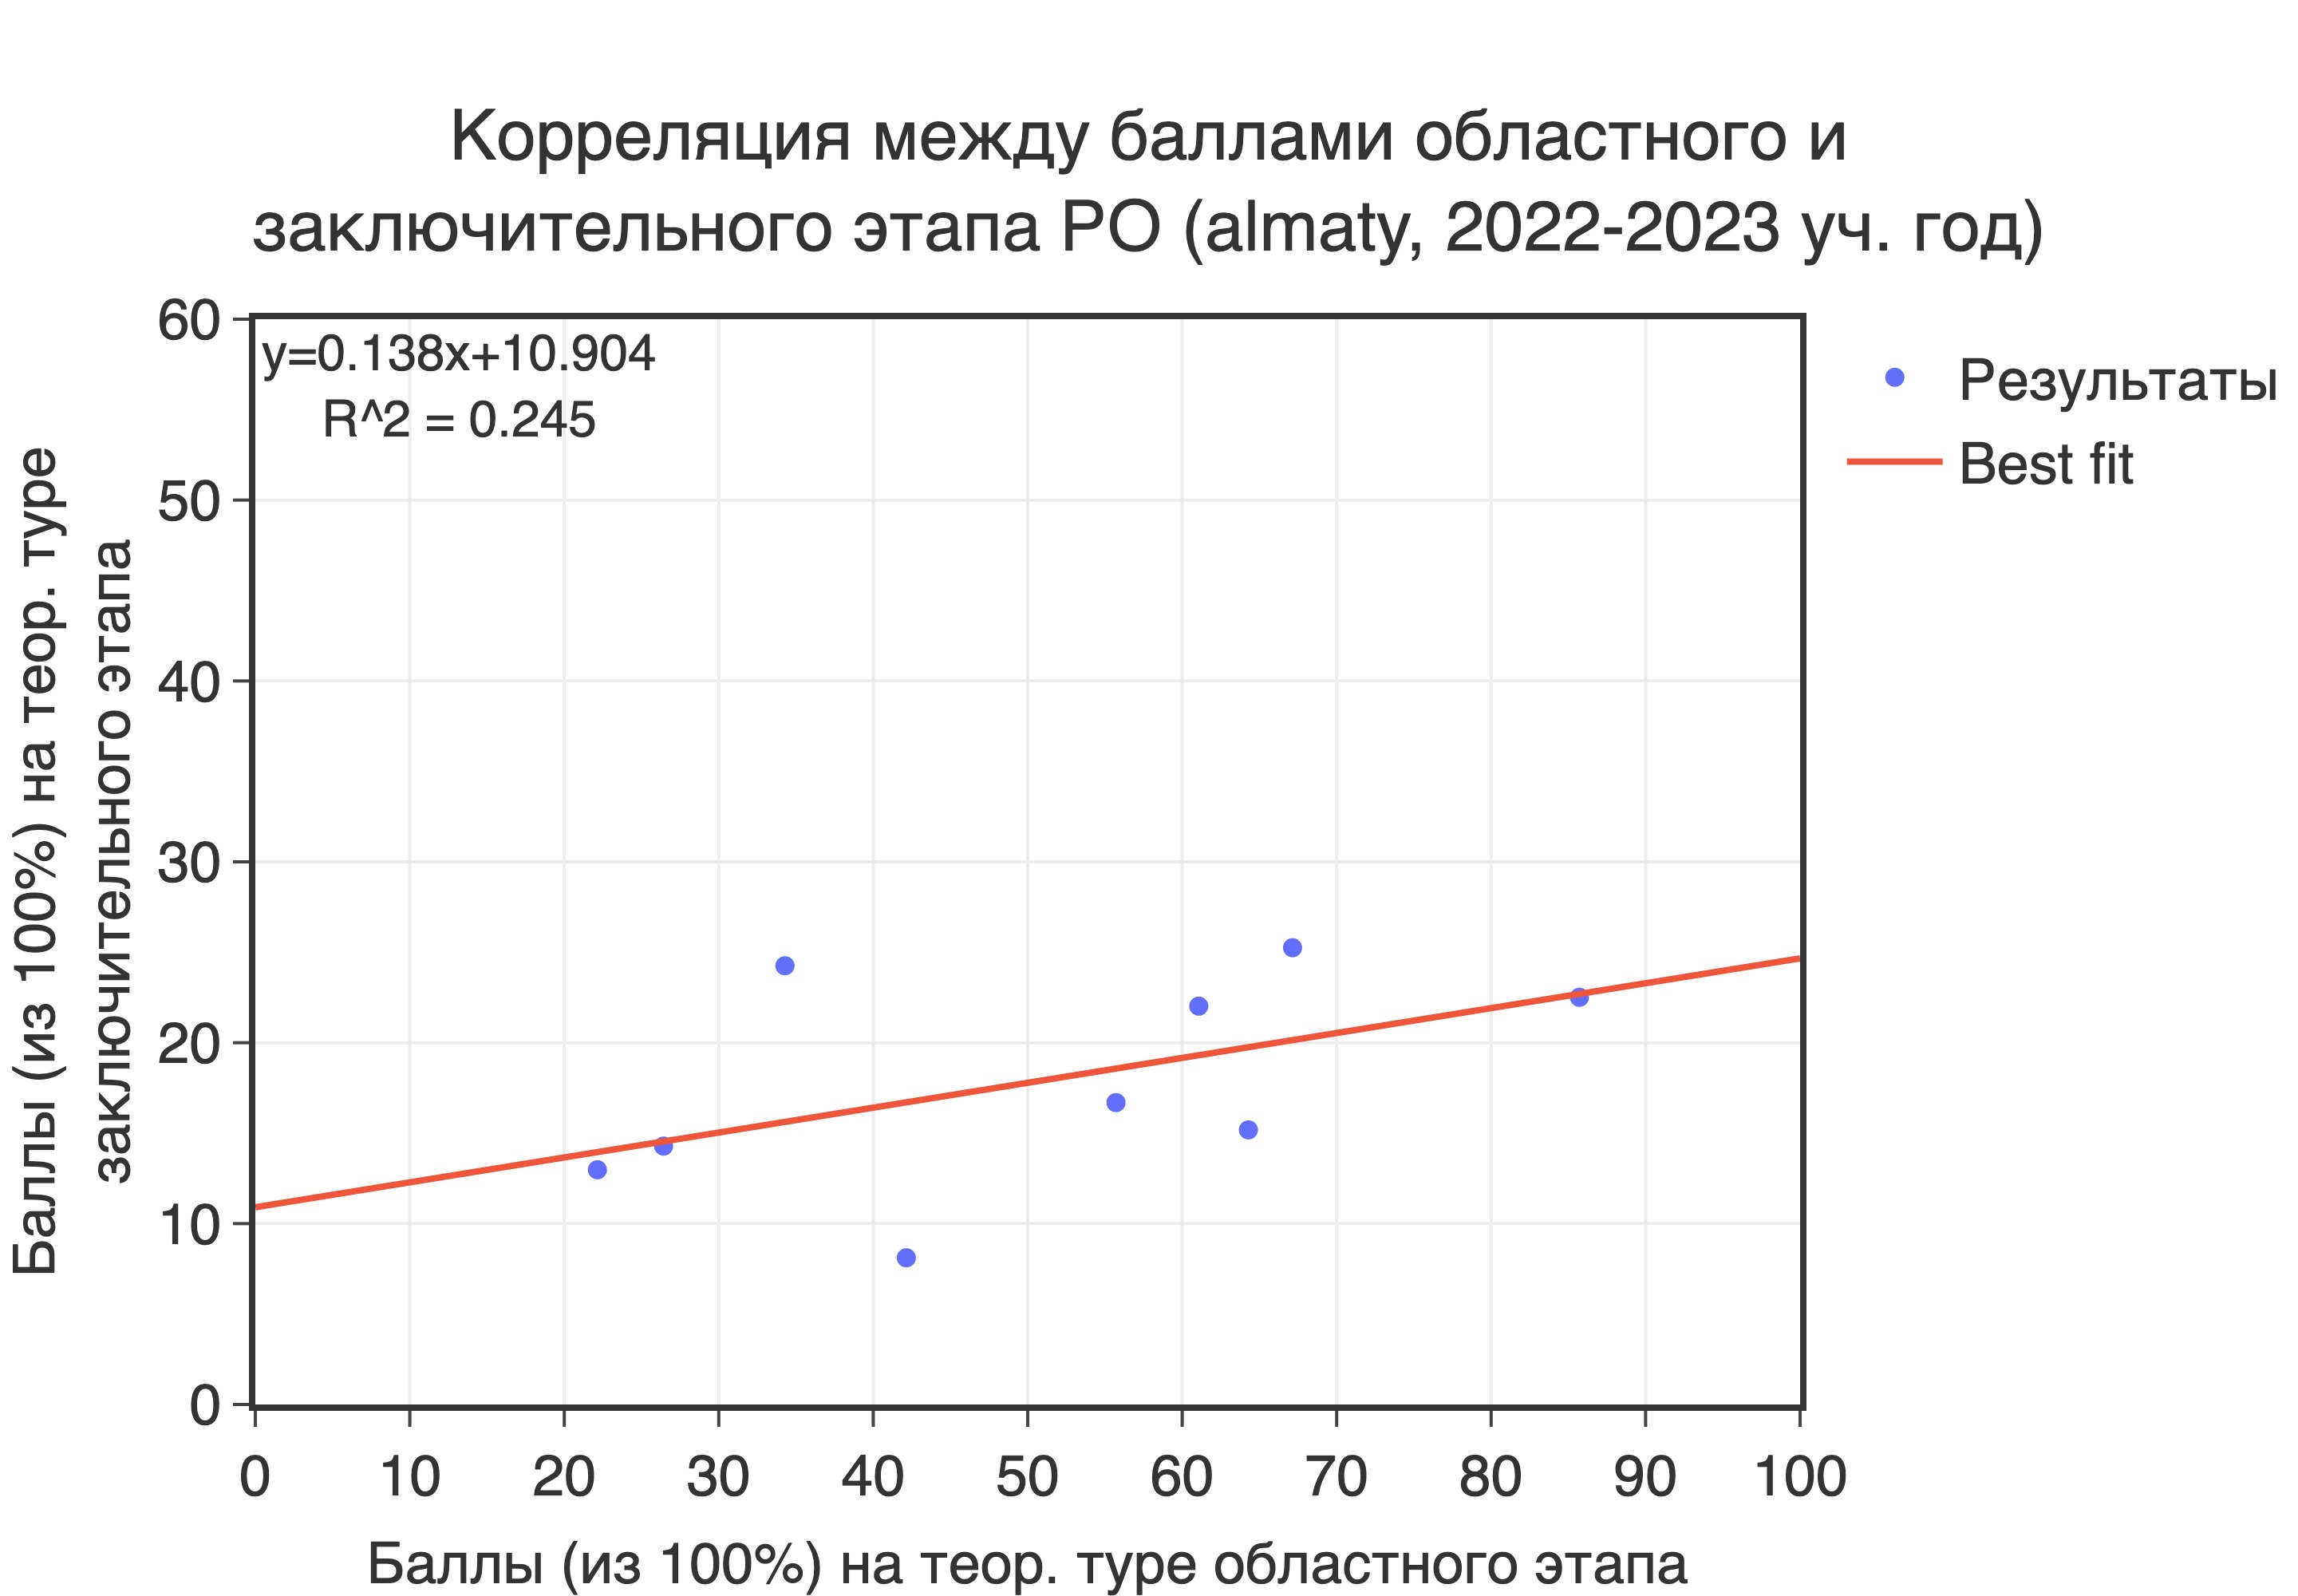 Корреляция между баллами областного и
заключительного этапа РО (almaty, 2022-2023 уч. год)
y=0.138x+10.904
R^2 = 0.245
Результаты
Best fit
Баллы (из 100%) на теор. туре
заключительного этапа
60
50
40
30
20
10
0
0 10 20 30 40 50 60 70 80 90 100
Баллы (из 100%) на теор. туре областного этапа